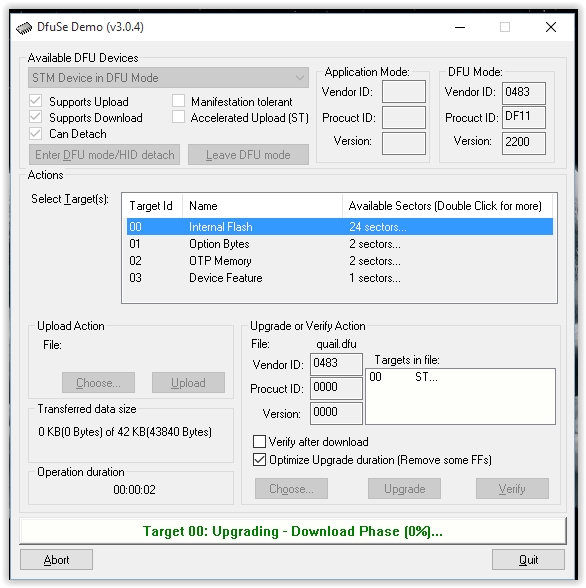 DfuSe Demo (v3.0.4)
Available DFU Devices
STM Device in DFU Mode
Supports Upload
Manifestation tolerant
Supports Download
Accelerated Upload (ST)
Can Detach
Enter DFU mode/HID detach
Leave DFU mode
Application Mode:
Vendor ID:
Procuct ID:
Version:
DFU Mode:
Vendor ID: 0483
Procuct ID: DF11
Version: 2200
Actions
Select Target(s):
Target Id Name Available Sectors (Double Click for more)
00 Internal Flash 24 sectors...
01 Option Bytes 2 sectors...
02 OTP Memory 2 sectors...
03 Device Feature 1 sectors...
Upload Action
File:
Choose... Upload
Transferred data size
0 KB(0 Bytes) of 42 KB(43840 Bytes)
Operation duration
00:00:02
Upgrade or Verify Action
File: quail.dfu
Vendor ID: 0483
Procuct ID: 0000
Version: 0000
Targets in file:
00 ST...
Verify after download
Optimize Upgrade duration (Remove some FFs)
Choose... Upgrade Verify
Target 00: Upgrading - Download Phase (0%)...
Abort Quit